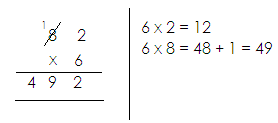 1
8 2
x 6
4 9 2
6 x 2 = 12
6 x 8 = 48 + 1 = 49